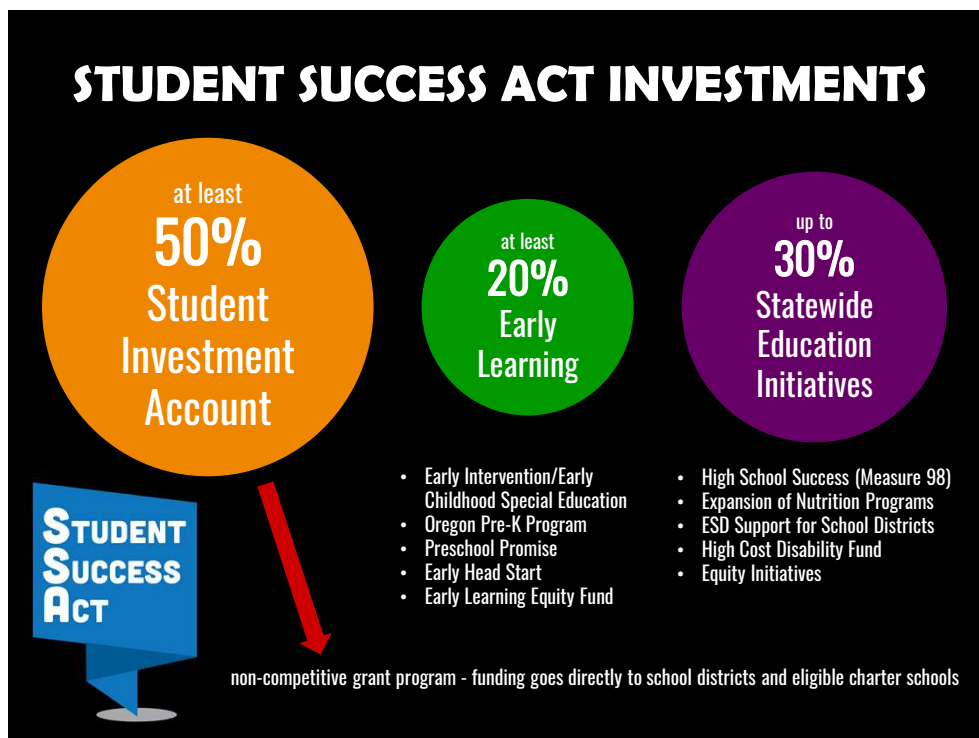 STUDENT SUCCESS ACT INVESTMENTS
at least
50%
Student
Investment
Account
at least
20%
Early
Learning
up to
30%
Statewide
Education
Initiatives
• Early Intervention/Early
Childhood Special Education
• Oregon Pre-K Program
• Preschool Promise
• Early Head Start
• Early Learning Equity Fund
• High School Success (Measure 98)
• Expansion of Nutrition Programs
• ESD Support for School Districts
• High Cost Disability Fund
• Equity Initiatives
STUDENT
SUCCESS
ACT
non-competitive grant program - funding goes directly to school districts and eligible charter schools